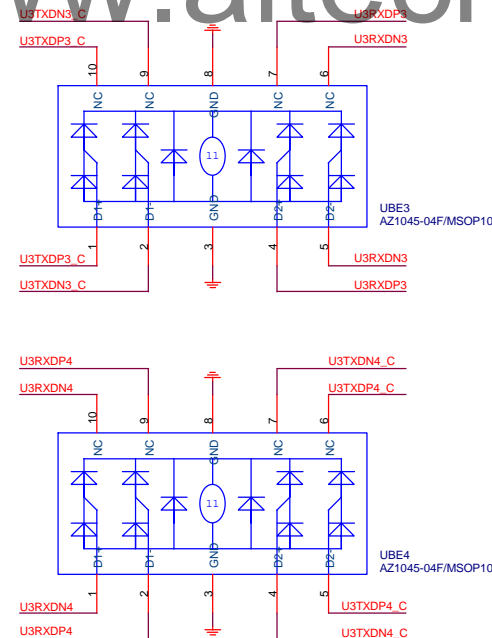 U3TXDN3_C U3RXDP3
U3TXDP3_C U3RXDN3
10 9 8 7 6
NC NC GND NC NC
11
D1+ D1- GND D2+ D2-
UBE3
AZ1045-04F/MSOP10
1 2 3 4 5
U3TXDP3_C U3RXDN3
U3TXDN3_C U3RXDP3
U3RXDP4 U3TXDN4_C
U3RXDN4 U3TXDP4_C
10 9 8 7 6
NC NC GND NC NC
11
D1+ D1- GND D2+ D2-
UBE4
AZ1045-04F/MSOP10
1 2 3 4 5
U3RXDN4 U3TXDP4_C
U3RXDP4 U3TXDN4_C